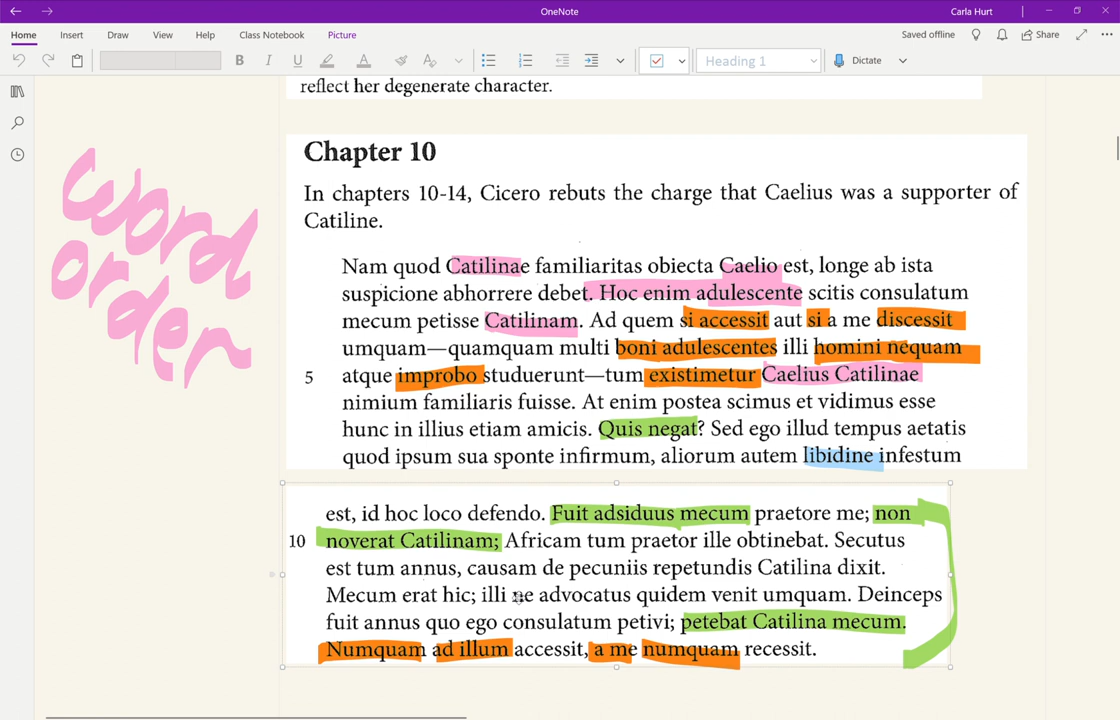 OneNote
Carla Hurt
Home Insert Draw View Help Class Notebook Picture
Saved offline Share
B I U A Heading 1 Dictate
reflect her degenerate character.
word
order
Chapter 10
In chapters 10-14, Cicero rebuts the charge that Caelius was a supporter of
Catiline.
Nam quod Catilinae familiaritas obiecta Caelio est, longe ab ista
suspicione abhorrere debet. Hoc enim adulescente scitis consulatum
mecum petisse Catilinam. Ad quem si accessit aut si a me discessit
umquam—quamquam multi boni adulescentes illi homini nequam
5 atque improbo studuerunt—tum existimetur Caelius Catilinae
nimium familiaris fuisse. At enim postea scimus et vidimus esse
hunc in illius etiam amicis. Quis negat? Sed ego illud tempus aetatis
quod ipsum sua sponte infirmum, aliorum autem libidine infestum
est, id hoc loco defendo. Fuit adsiduus mecum praetore me; non
10 noverat Catilinam; Africam tum praetor ille obtinebat. Secutus
est tum annus, causam de pecuniis repetundis Catilina dixit.
Mecum erat hic; illi ne advocatus quidem venit umquam. Deinceps
fuit annus quo ego consulatum petivi; petebat Catilina mecum.
Numquam ad illum accessit, a me numquam recessit.